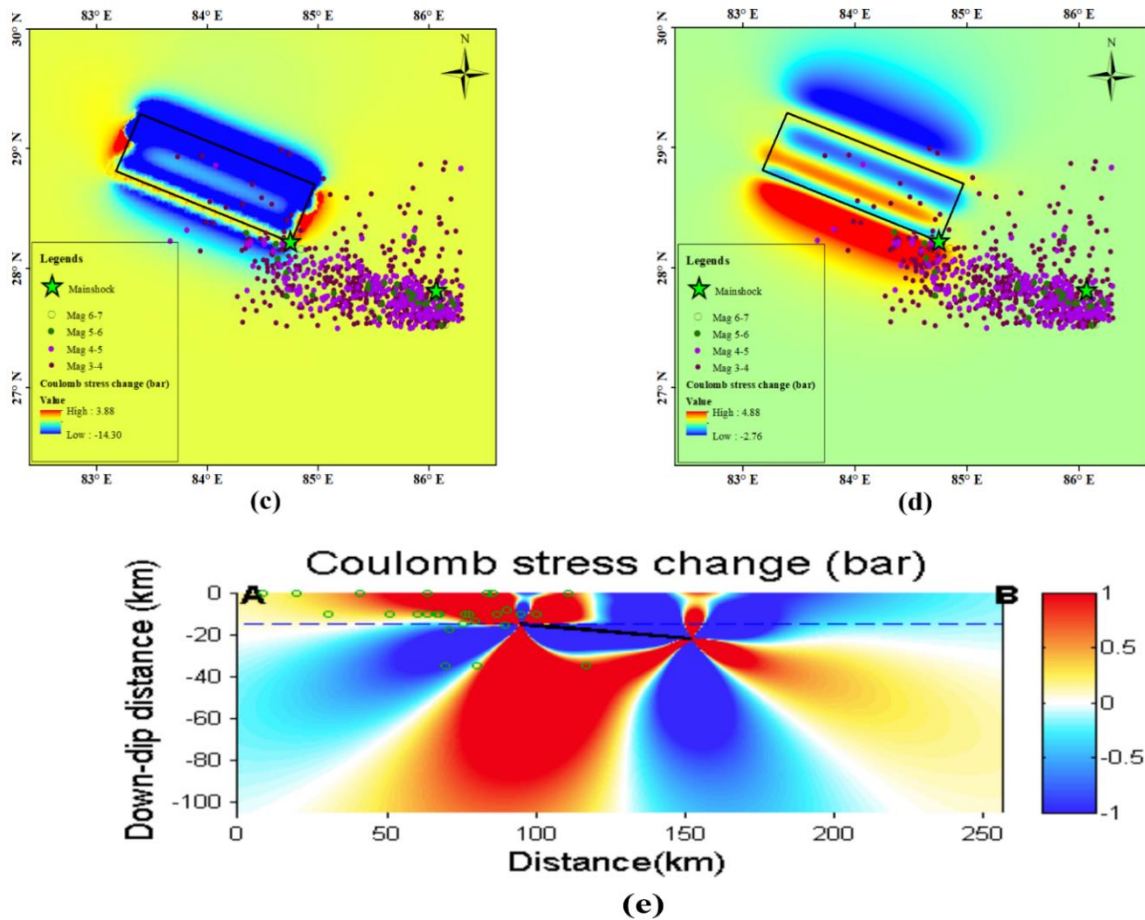 83° E 84° E 85° E 86° E
30° N
29° N
28° N
27° N
N
Legends
Mainshock
Mag 6-7
Mag 5-6
Mag 4-5
Mag 3-4
Coulomb stress change (bar)
Value
High : 3.88
Low : -14.30
83° E 84° E 85° E 86° E
(c)
83° E 84° E 85° E 86° E
30° N
29° N
28° N
27° N
N
Legends
Mainshock
Mag 6-7
Mag 5-6
Mag 4-5
Mag 3-4
Coulomb stress change (bar)
Value
High : 4.88
Low : -2.76
83° E 84° E 85° E 86° E
(d)
Coulomb stress change (bar)
Down-dip distance (km)
0
-20
-40
-60
-80
-100
A
B
1
0.5
0
-0.5
-1
0 50 100 150 200 250
Distance(km)
(e)